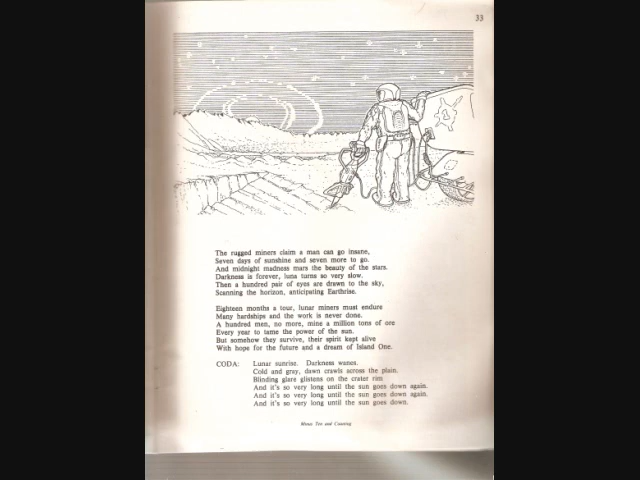 33
The rugged miners claim a man can go insane,
Seven days of sunshine and seven more to go.
And midnight madness mars the beauty of the stars.
Darkness is forever, luna turns so very slow.
Then a hundred pair of eyes are drawn to the sky,
Scanning the horizon, anticipating Earthrise.
Eighteen months a tour, lunar miners must endure
Many hardships and the work is never done.
A hundred men, no more, mine a million tons of ore
Every year to tame the power of the sun.
But somehow they survive, their spirit kept alive
With hope for the future and a dream of Island One.
CODA: Lunar sunrise. Darkness wanes.
Cold and gray, dawn crawls across the plain.
Blinding glare glistens on the crater rim
And it's so very long until the sun goes down again.
And it's so very long until the sun goes down again.
And it's so very long until the sun goes down.
Minus Ten and Counting